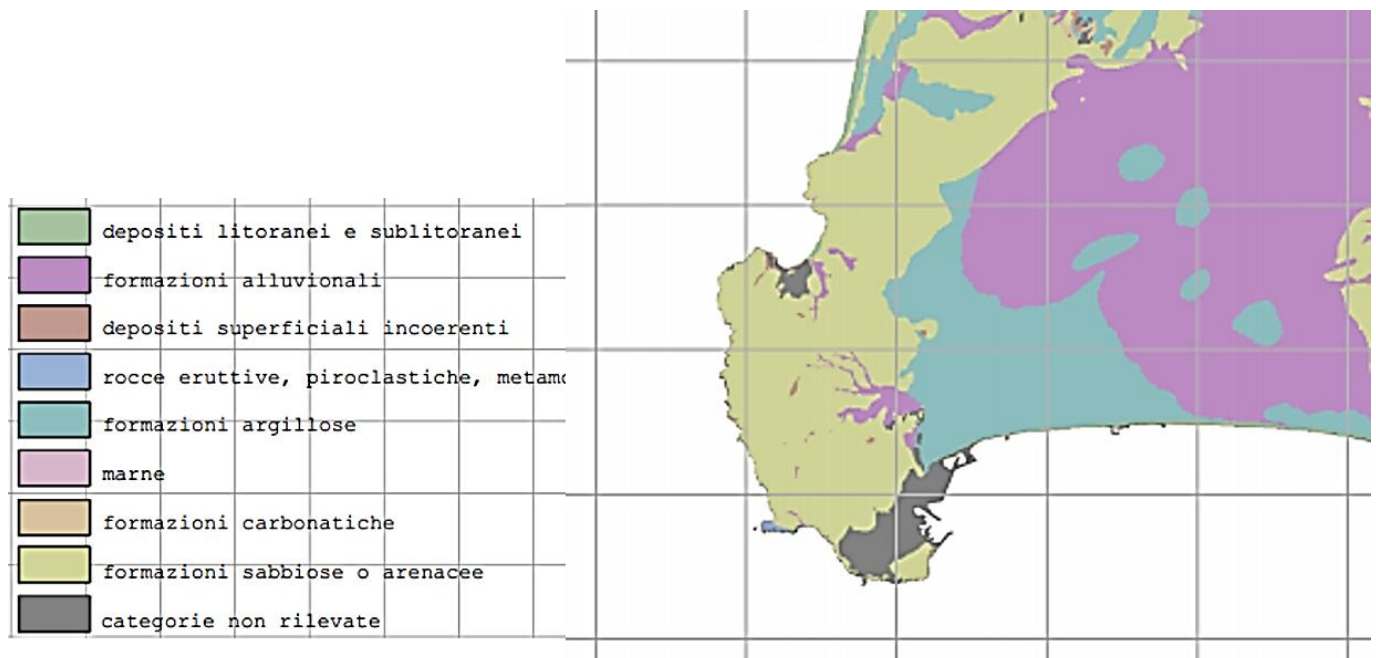 depositi litoranei e sublitoranei
formazioni alluvionali
depositi superficiali incoerenti
rocce eruttive, piroclastiche, metamo
formazioni argillose
marne
formazioni carbonatiche
formazioni sabbiose o arenacee
categorie non rilevate